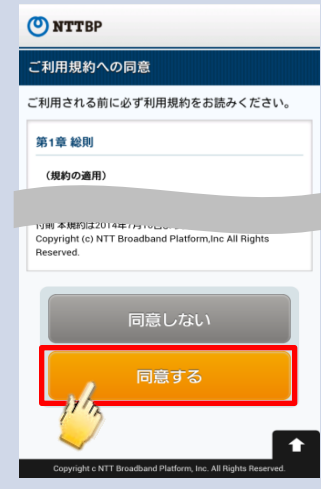 NTTBP
ご利用規約への同意
ご利用される前に必ず利用規約をお読みください。
第1章 総則
（規約の適用）
付則 本規約は2014年7月
Copyright (c) NTT Broadband Platform,Inc All Rights
Reserved.
同意しない
同意する
Copyright c NTT Broadband Platform, Inc. All Rights Reserved.